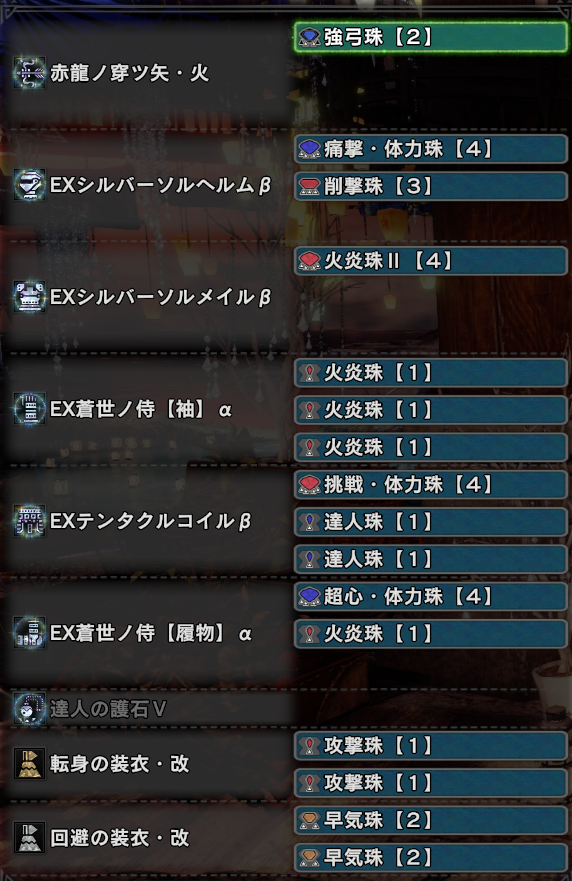 赤龍ノ穿ツ矢・火
強弓珠【2】
EXシルバーソルヘルムβ
痛撃・体力珠【4】
削撃珠【3】
EXシルバーソルメイルβ
火炎珠II【4】
EX蒼世ノ侍【袖】α
火炎珠【1】
火炎珠【1】
火炎珠【1】
EXテンタクルコイルβ
挑戦・体力珠【4】
達人珠【1】
達人珠【1】
EX蒼世ノ侍【履物】α
超心・体力珠【4】
火炎珠【1】
達人の護石V
転身の装衣・改
攻撃珠【1】
攻撃珠【1】
回避の装衣・改
早気珠【2】
早気珠【2】